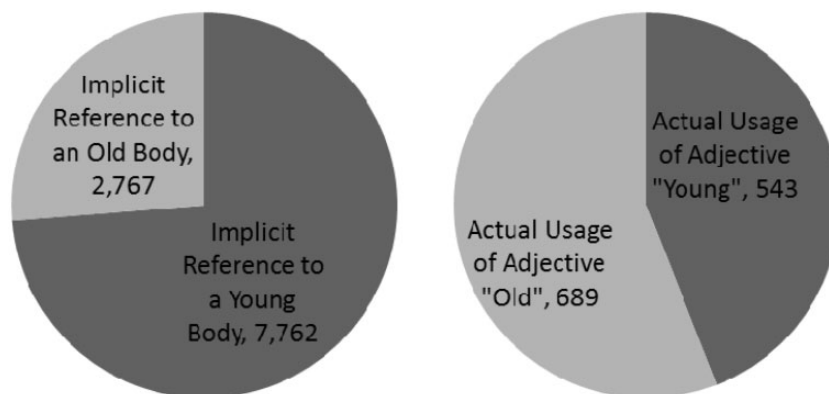 Implicit
Reference to
an Old Body,
2,767
Implicit
Reference to
a Young
Body, 7,762
Actual Usage
of Adjective
"Young", 543
Actual Usage
of Adjective
"Old", 689